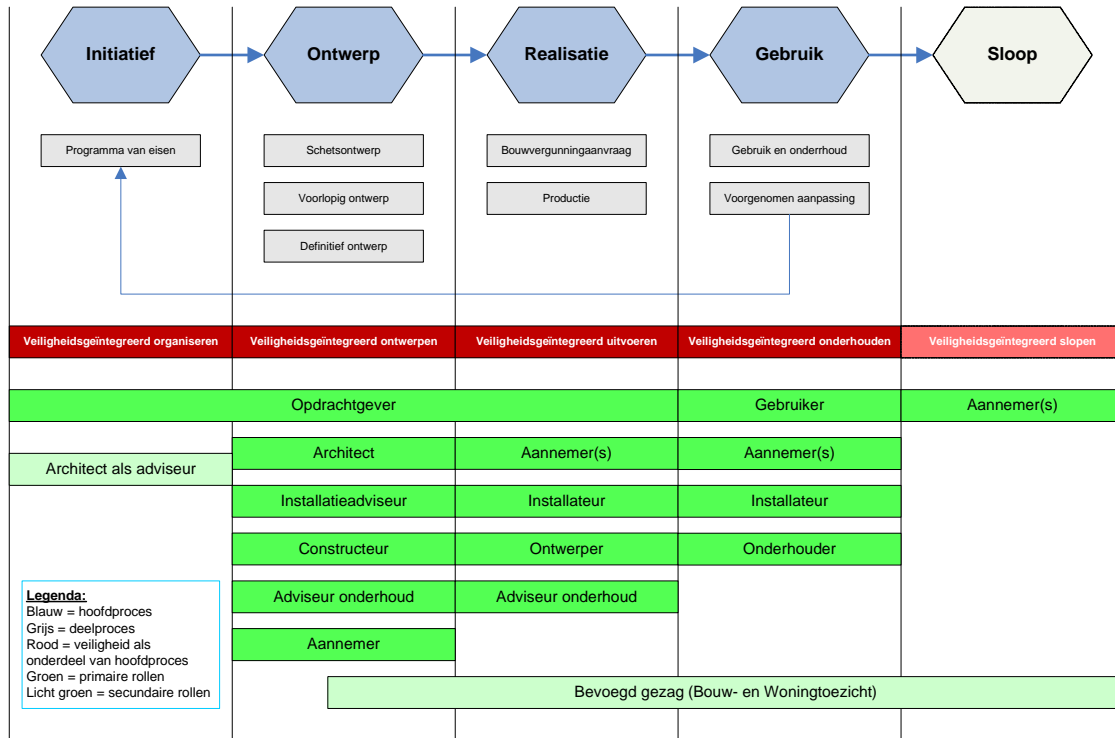 Initiatief
Ontwerp
Realisatie
Gebruik
Sloop
Programma van eisen
Schetsontwerp
Bouwvergunningaanvraag
Gebruik en onderhoud
Voorlopig ontwerp
Productie
Voorgenomen aanpassing
Definitief ontwerp
Veiligheidsgeïntegreerd organiseren
Veiligheidsgeïntegreerd ontwerpen
Veiligheidsgeïntegreerd uitvoeren
Veiligheidsgeïntegreerd onderhouden
Veiligheidsgeïntegreerd slopen
Opdrachtgever
Gebruiker
Aannemer(s)
Architect als adviseur
Architect
Aannemer(s)
Aannemer(s)
Installatieadviseur
Installateur
Installateur
Constructeur
Ontwerper
Onderhouder
Adviseur onderhoud
Adviseur onderhoud
Aannemer
Bevoegd gezag (Bouw- en Woningtoezicht)
Legenda:
Blauw = hoofdproces
Grijs = deelproces
Rood = veiligheid als
onderdeel van hoofdproces
Groen = primaire rollen
Licht groen = secundaire rollen